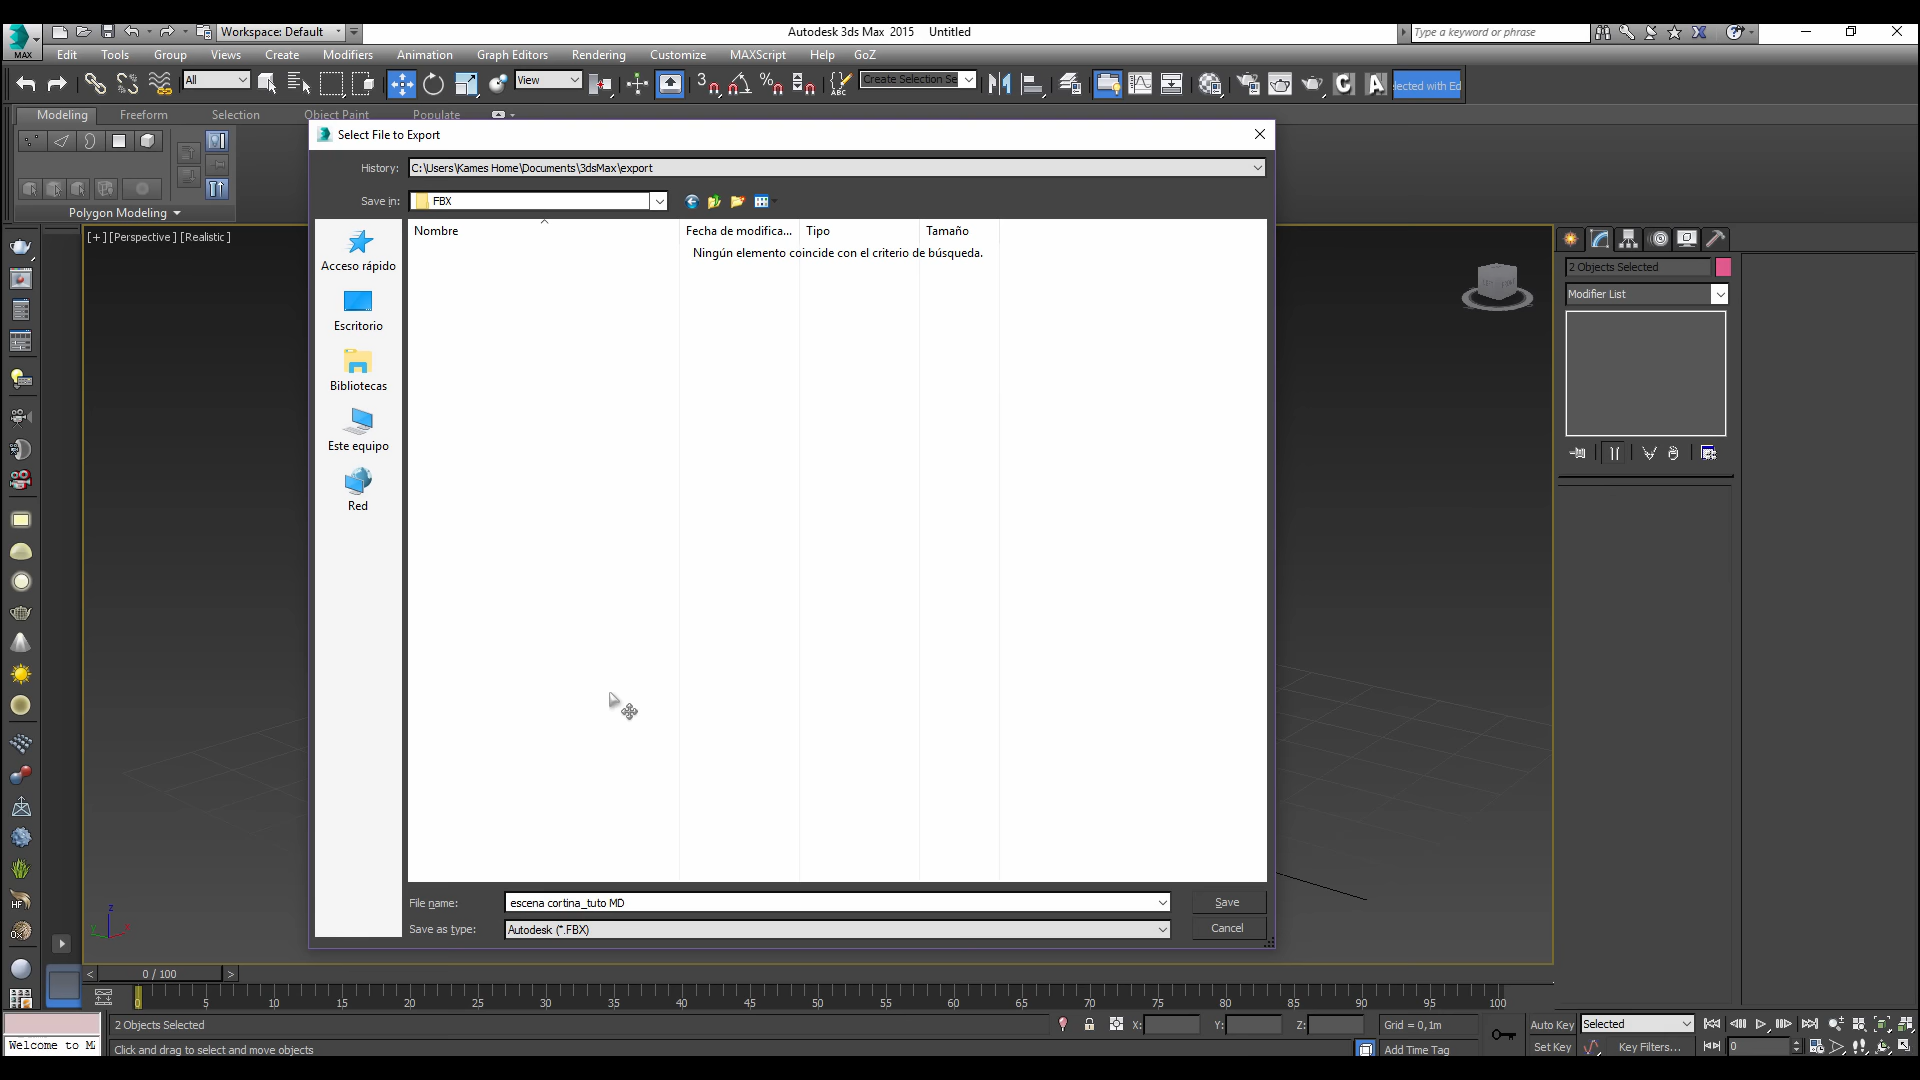 Workspace: Default
Autodesk 3ds Max 2015 Untitled
Type a keyword or phrase
MAX
Edit Tools Group Views Create Modifiers Animation Graph Editors Rendering Customize MAXScript Help GoZ
All
View
Create Selection Se
lected with Ed
Modeling Freeform Selection Object Paint Populate
Polygon Modeling
Select File to Export
History: C:\Users\Kames Home\Documents\3dsMax\export
Save in: FBX
Nombre Fecha de modifica... Tipo Tamaño
Ningún elemento coincide con el criterio de búsqueda.
Acceso rápido
Escritorio
Bibliotecas
Este equipo
Red
File name: escena cortina_tuto MD
Save
Save as type: Autodesk (*.FBX)
Cancel
[+] [Perspective ] [Realistic ]
2 Objects Selected
Modifier List
z
y
x
HF
Ox
< 0 / 100 >
0 5 10 15 20 25 30 35 40 45 50 55 60 65 70 75 80 85 90 95 100
2 Objects Selected
X: Y: Z: Grid = 0,1m
Auto Key Selected
Welcome to M
Click and drag to select and move objects
Add Time Tag
Set Key Key Filters... 0